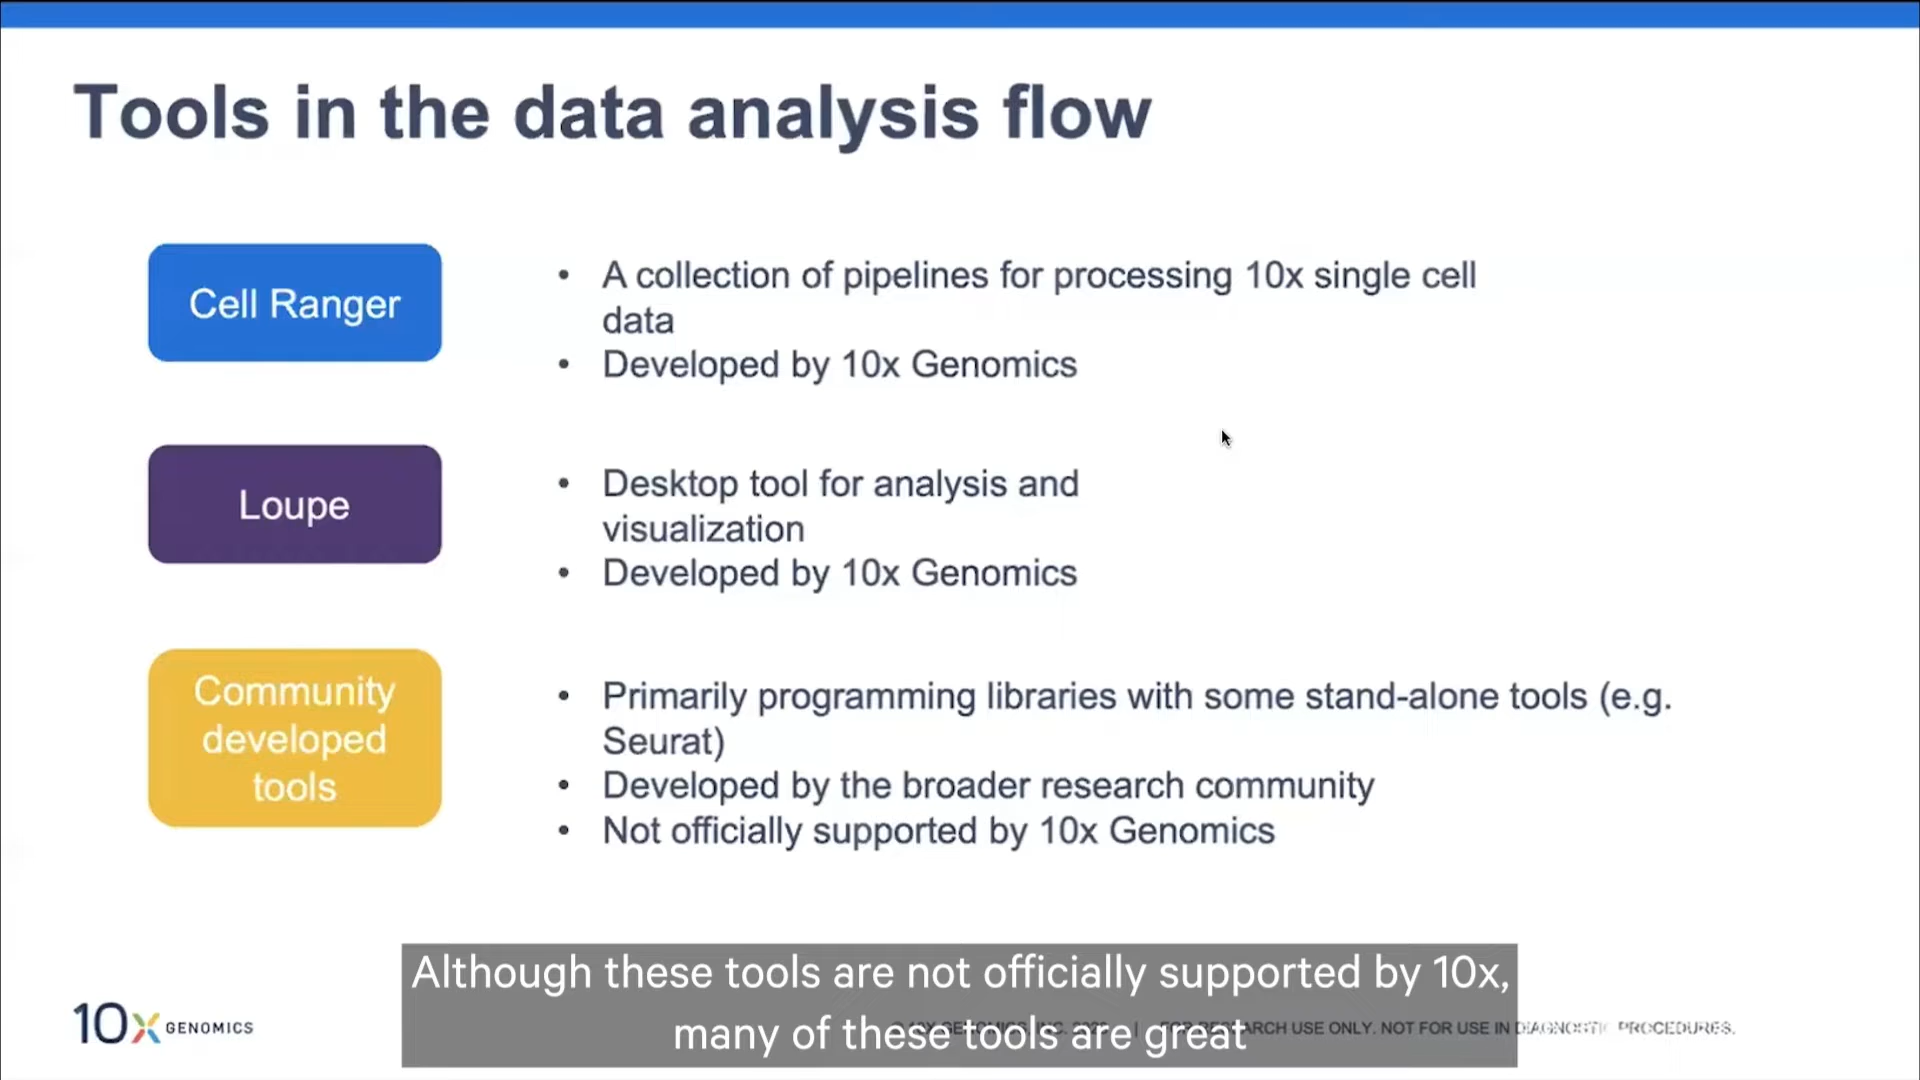 Tools in the data analysis flow
Cell Ranger
• A collection of pipelines for processing 10x single cell
data
• Developed by 10x Genomics
Loupe
• Desktop tool for analysis and
visualization
• Developed by 10x Genomics
Community
developed
tools
• Primarily programming libraries with some stand-alone tools (e.g.
Seurat)
• Developed by the broader research community
• Not officially supported by 10x Genomics
Although these tools are not officially supported by 10x,
many of these tools are great
10x GENOMICS
FOR RESEARCH USE ONLY. NOT FOR USE IN DIAGNOSTIC PROCEDURES.